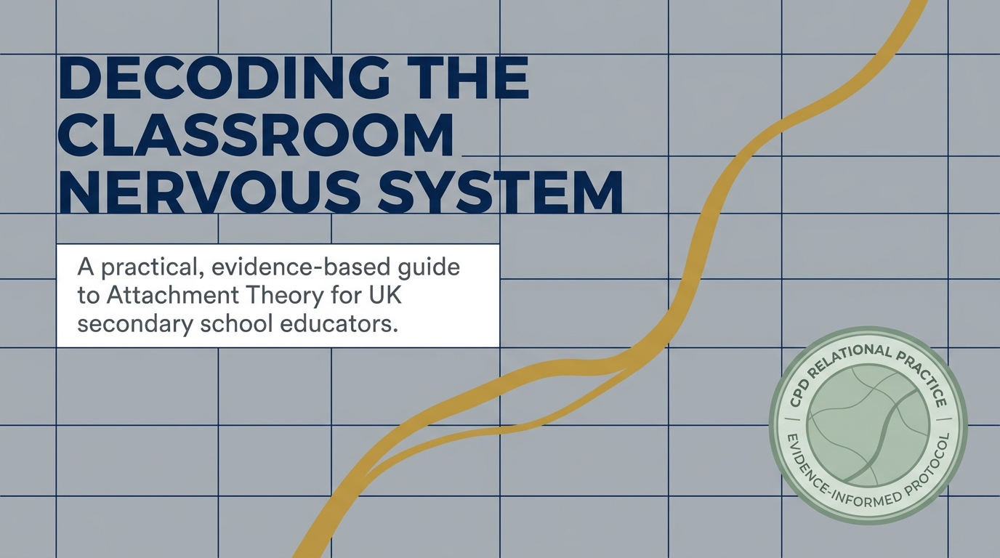 DECODING THE
CLASSROOM
NERVOUS SYSTEM
A practical, evidence-based guide
to Attachment Theory for UK
secondary school educators.
CPD RELATIONAL PRACTICE
EVIDENCE-INFORMED PROTOCOL